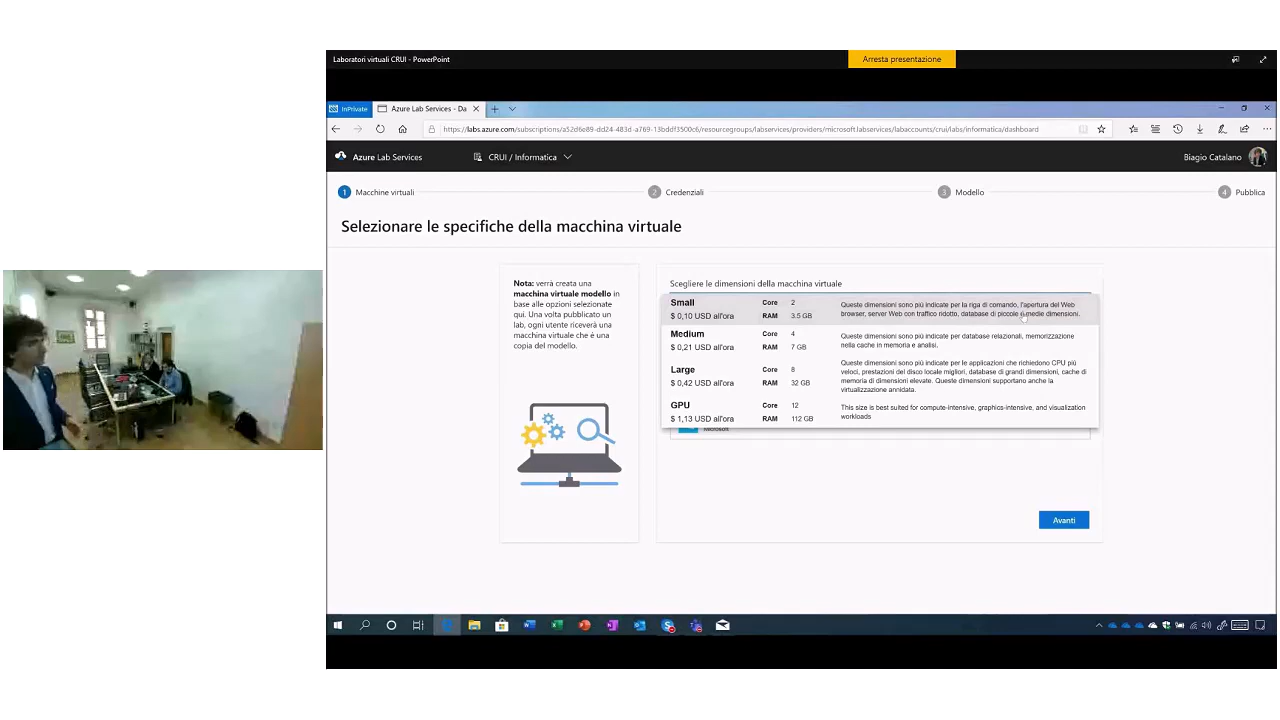 Laboratori virtuali CRUI - PowerPoint
Arresta presentazione
InPrivate
Azure Lab Services - Da
https://labs.azure.com/subscriptions/a52d6e89-dd24-483d-a769-13bddf3500c6/resourcegroups/labservices/providers/microsoft.labservices/labaccounts/crui/labs/informatica/dashboard
Azure Lab Services
CRUI / Informatica
Biagio Catalano
1 Macchine virtuali
2 Credenziali
3 Modello
4 Pubblica
Selezionare le specifiche della macchina virtuale
Nota: verrà creata una
macchina virtuale modello in
base alle opzioni selezionate
qui. Una volta pubblicato un
lab, ogni utente riceverà una
macchina virtuale che è una
copia del modello.
Scegliere le dimensioni della macchina virtuale
Small Core 2
$ 0,10 USD all'ora RAM 3.5 GB
Queste dimensioni sono più indicate per la riga di comando, l'apertura del Web
browser, server Web con traffico ridotto, database di piccole o medie dimensioni.
Medium Core 4
$ 0,21 USD all'ora RAM 7 GB
Queste dimensioni sono più indicate per database relazionali, memorizzazione
nella cache in memoria e analisi.
Large Core 8
$ 0,42 USD all'ora RAM 32 GB
Queste dimensioni sono più indicate per le applicazioni che richiedono CPU più
veloci, prestazioni del disco locale migliori, database di grandi dimensioni, cache di
memoria di dimensioni elevate. Queste dimensioni supportano anche la
virtualizzazione annidata.
GPU Core 12
$ 1,13 USD all'ora RAM 112 GB
This size is best suited for compute-intensive, graphics-intensive, and visualization
workloads
Microsoft
Avanti